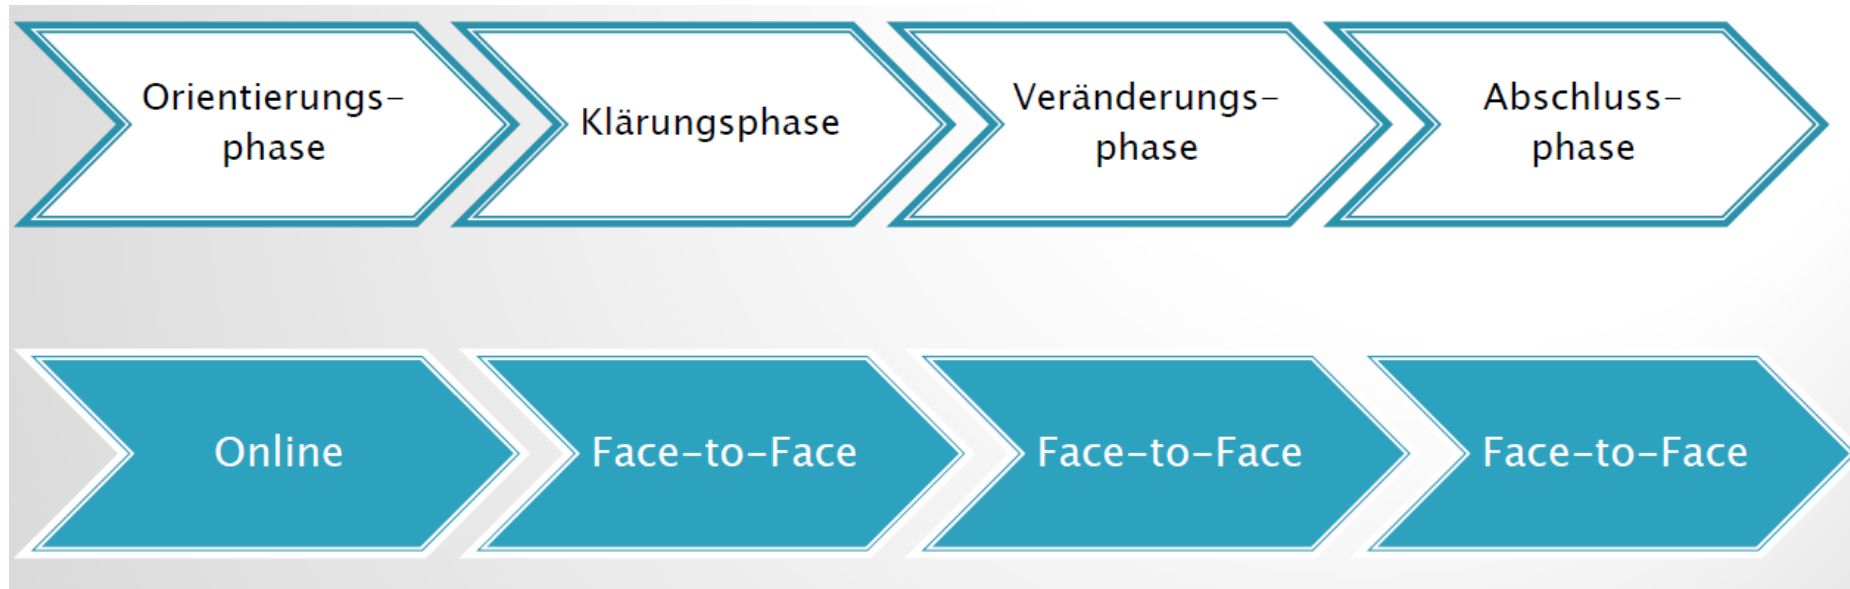 Orientierungs-
phase
Klärungsphase
Veränderungs-
phase
Abschluss-
phase
Online
Face-to-Face
Face-to-Face
Face-to-Face